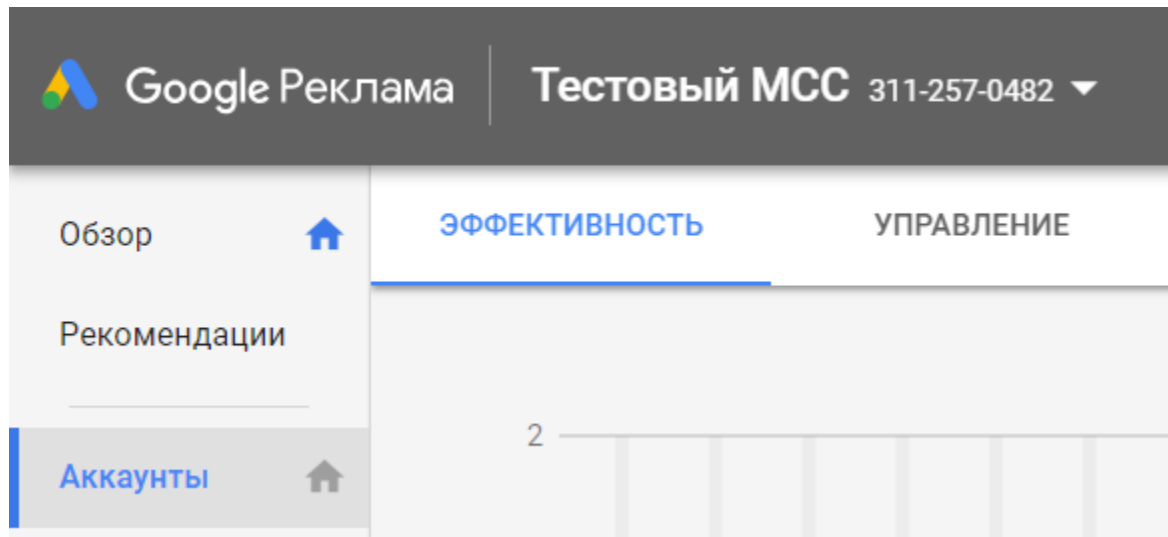 Google Реклама Тестовый МСС 311-257-0482
Обзор
ЭФФЕКТИВНОСТЬ УПРАВЛЕНИЕ
Рекомендации
2
Аккаунты